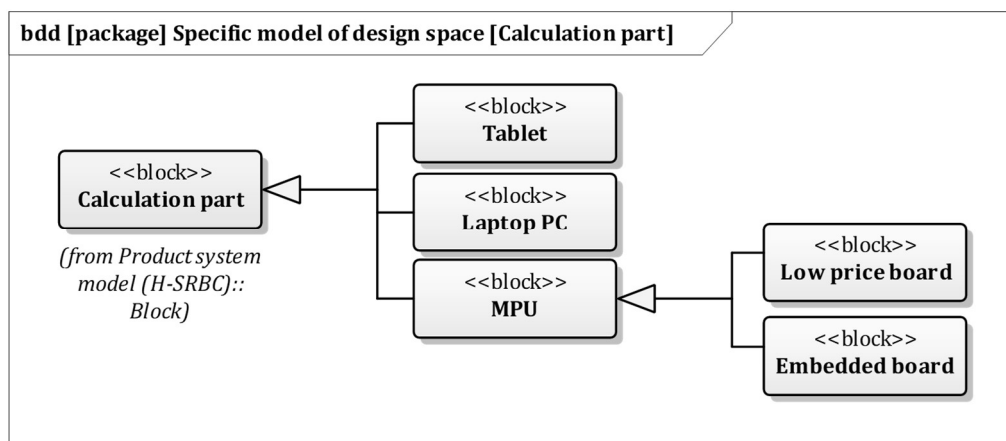 bdd [package] Specific model of design space [Calculation part]
<<block>>
Tablet
<<block>>
Calculation part
(from Product system
model (H-SRBC)::
Block)
<<block>>
Laptop PC
<<block>>
MPU
<<block>>
Low price board
<<block>>
Embedded board